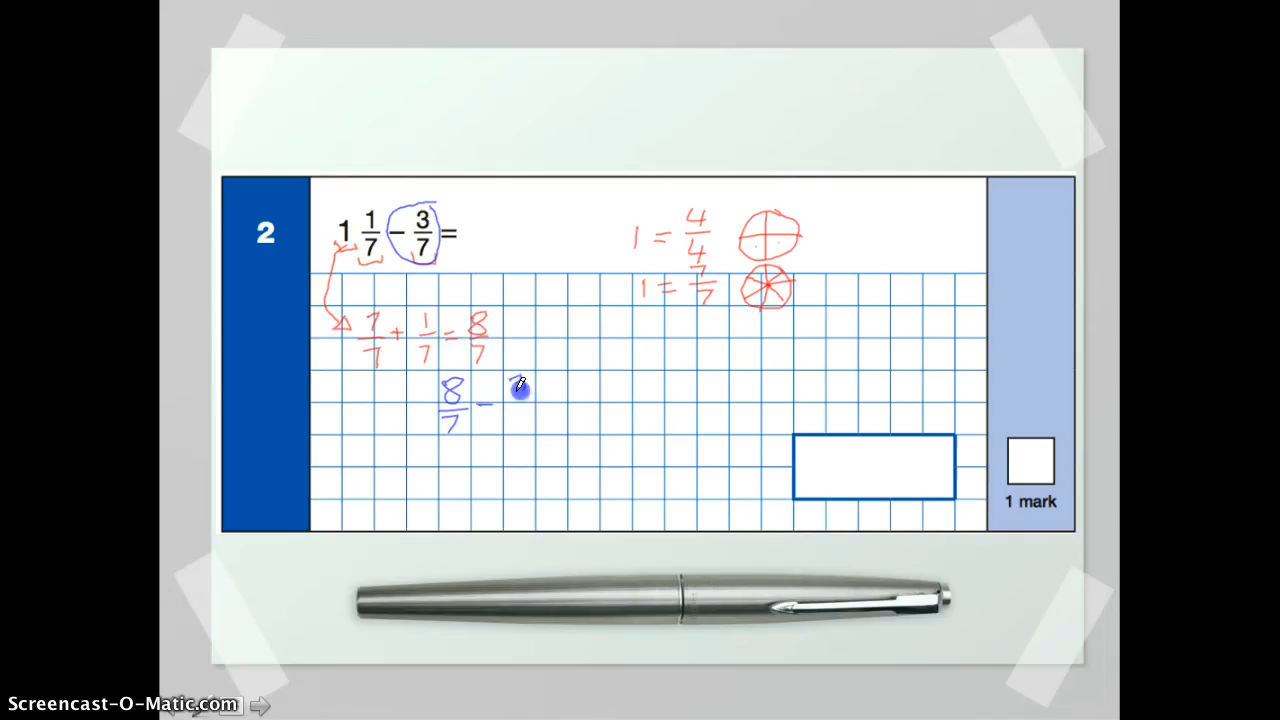 2
1 1/7 - 3/7 =
1 = 4/4
1 = 7/7
7/7 + 1/7 = 8/7
8/7 -
1 mark
Screencast-O-Matic.com